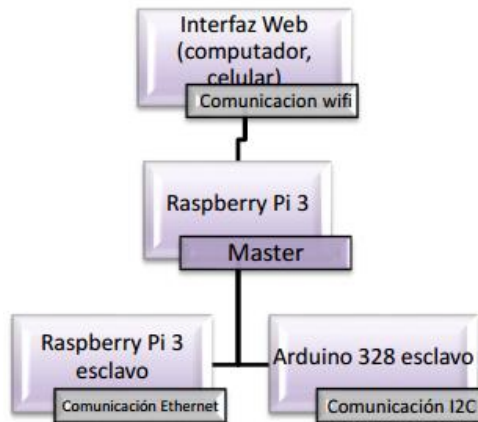 Interfaz Web
(computador,
celular)
Comunicacion wifi
Raspberry Pi 3
Master
Raspberry Pi 3
esclavo
Comunicación Ethernet
Arduino 328 esclavo
Comunicación I2C